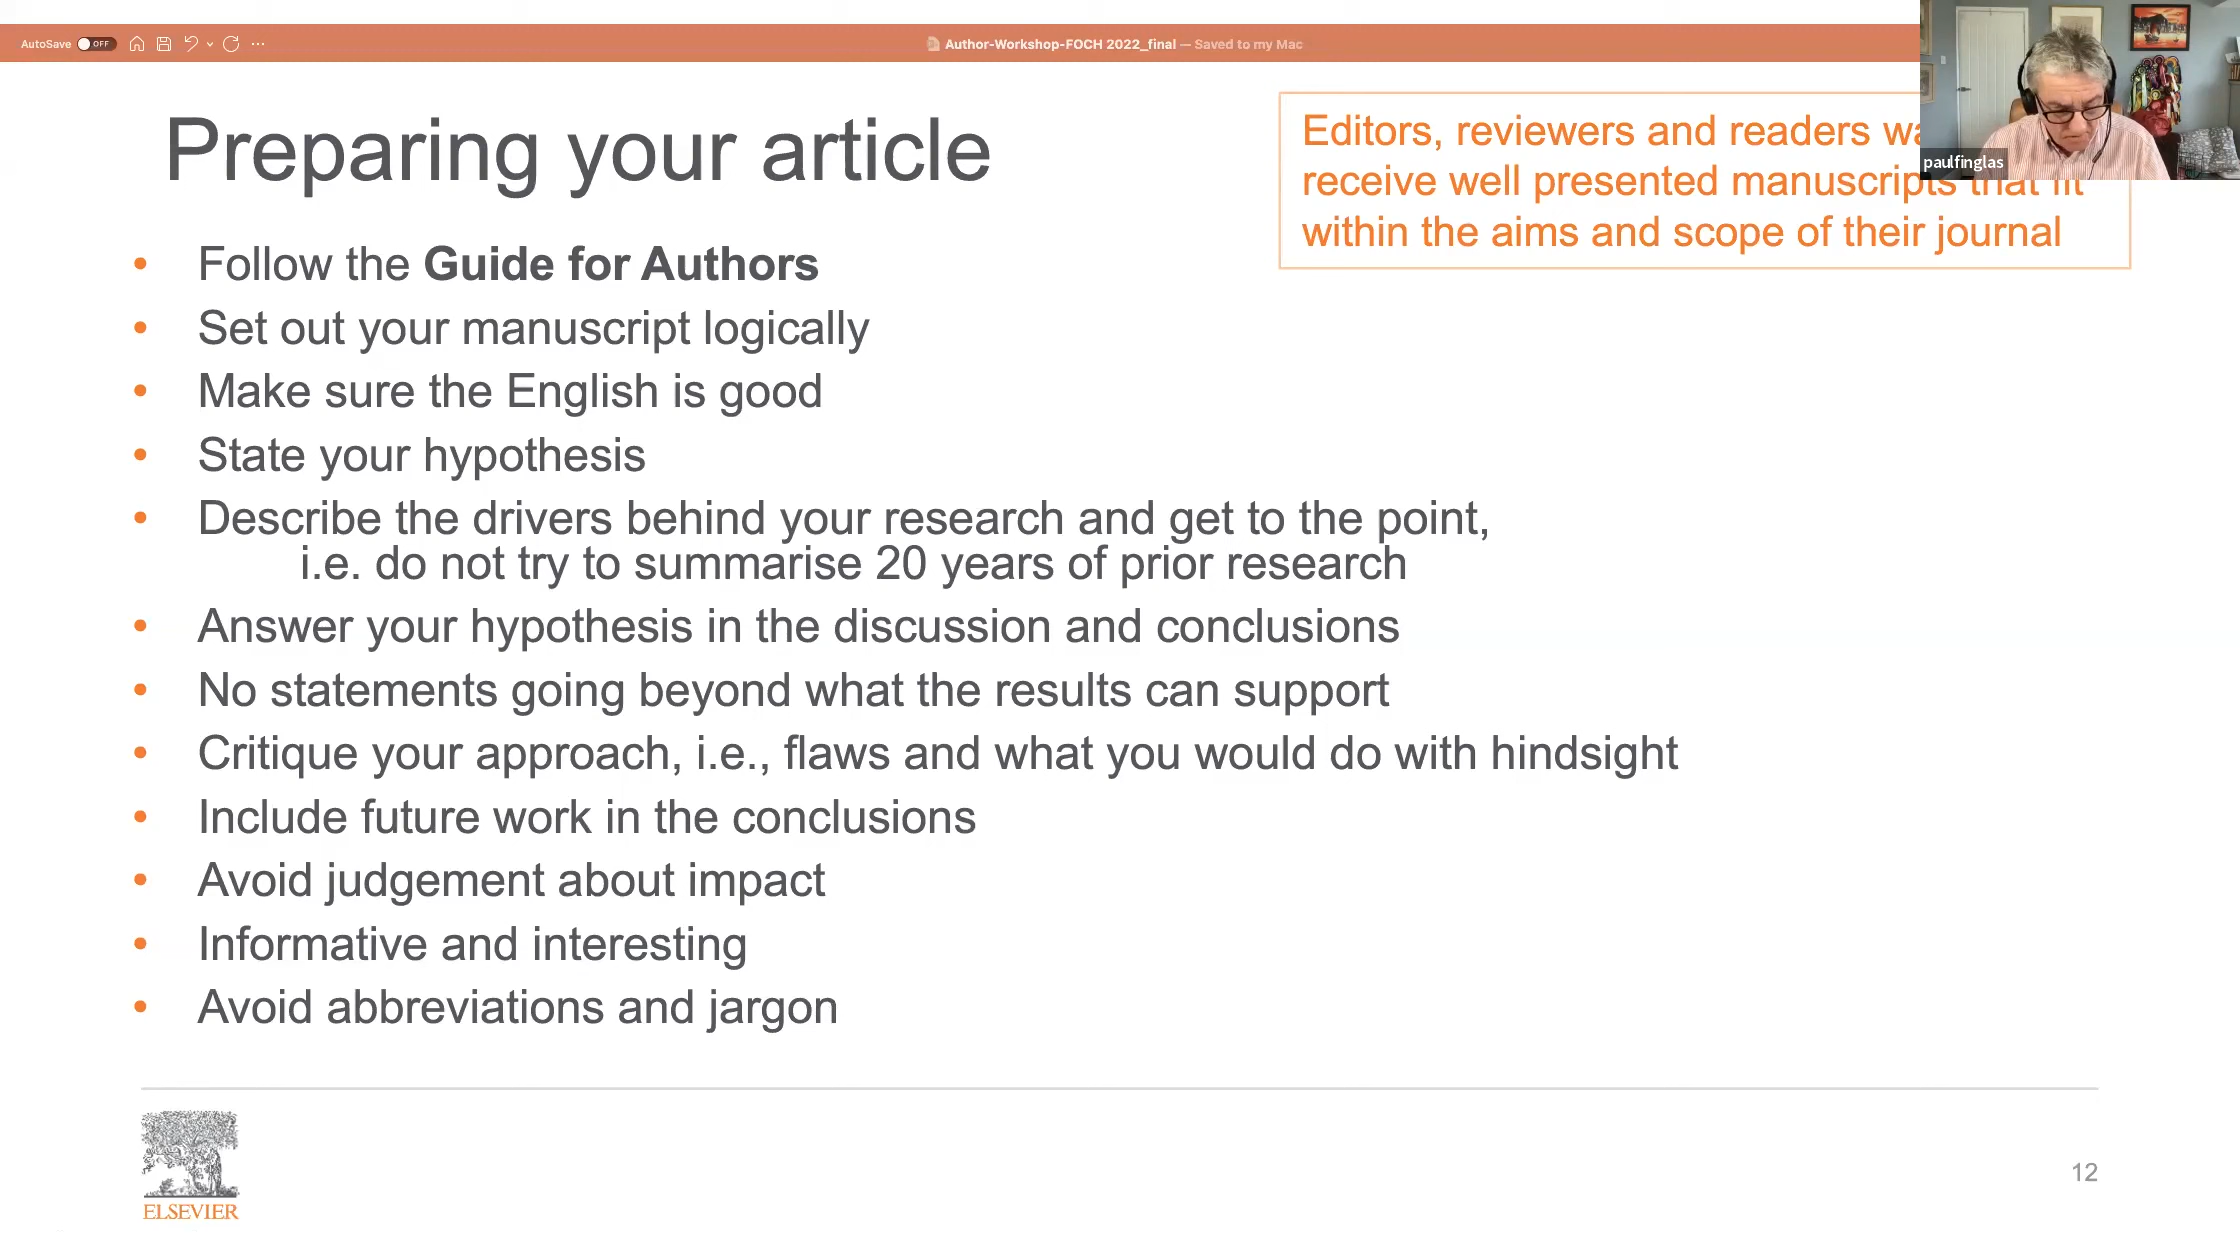 AutoSave OFF
Author-Workshop-FOCH 2022_final — Saved to my Mac
paulfinglas
Preparing your article
Editors, reviewers and readers
receive well presented manuscripts that fit
within the aims and scope of their journal
• Follow the Guide for Authors
• Set out your manuscript logically
• Make sure the English is good
• State your hypothesis
• Describe the drivers behind your research and get to the point,
i.e. do not try to summarise 20 years of prior research
• Answer your hypothesis in the discussion and conclusions
• No statements going beyond what the results can support
• Critique your approach, i.e., flaws and what you would do with hindsight
• Include future work in the conclusions
• Avoid judgement about impact
• Informative and interesting
• Avoid abbreviations and jargon
ELSEVIER
12